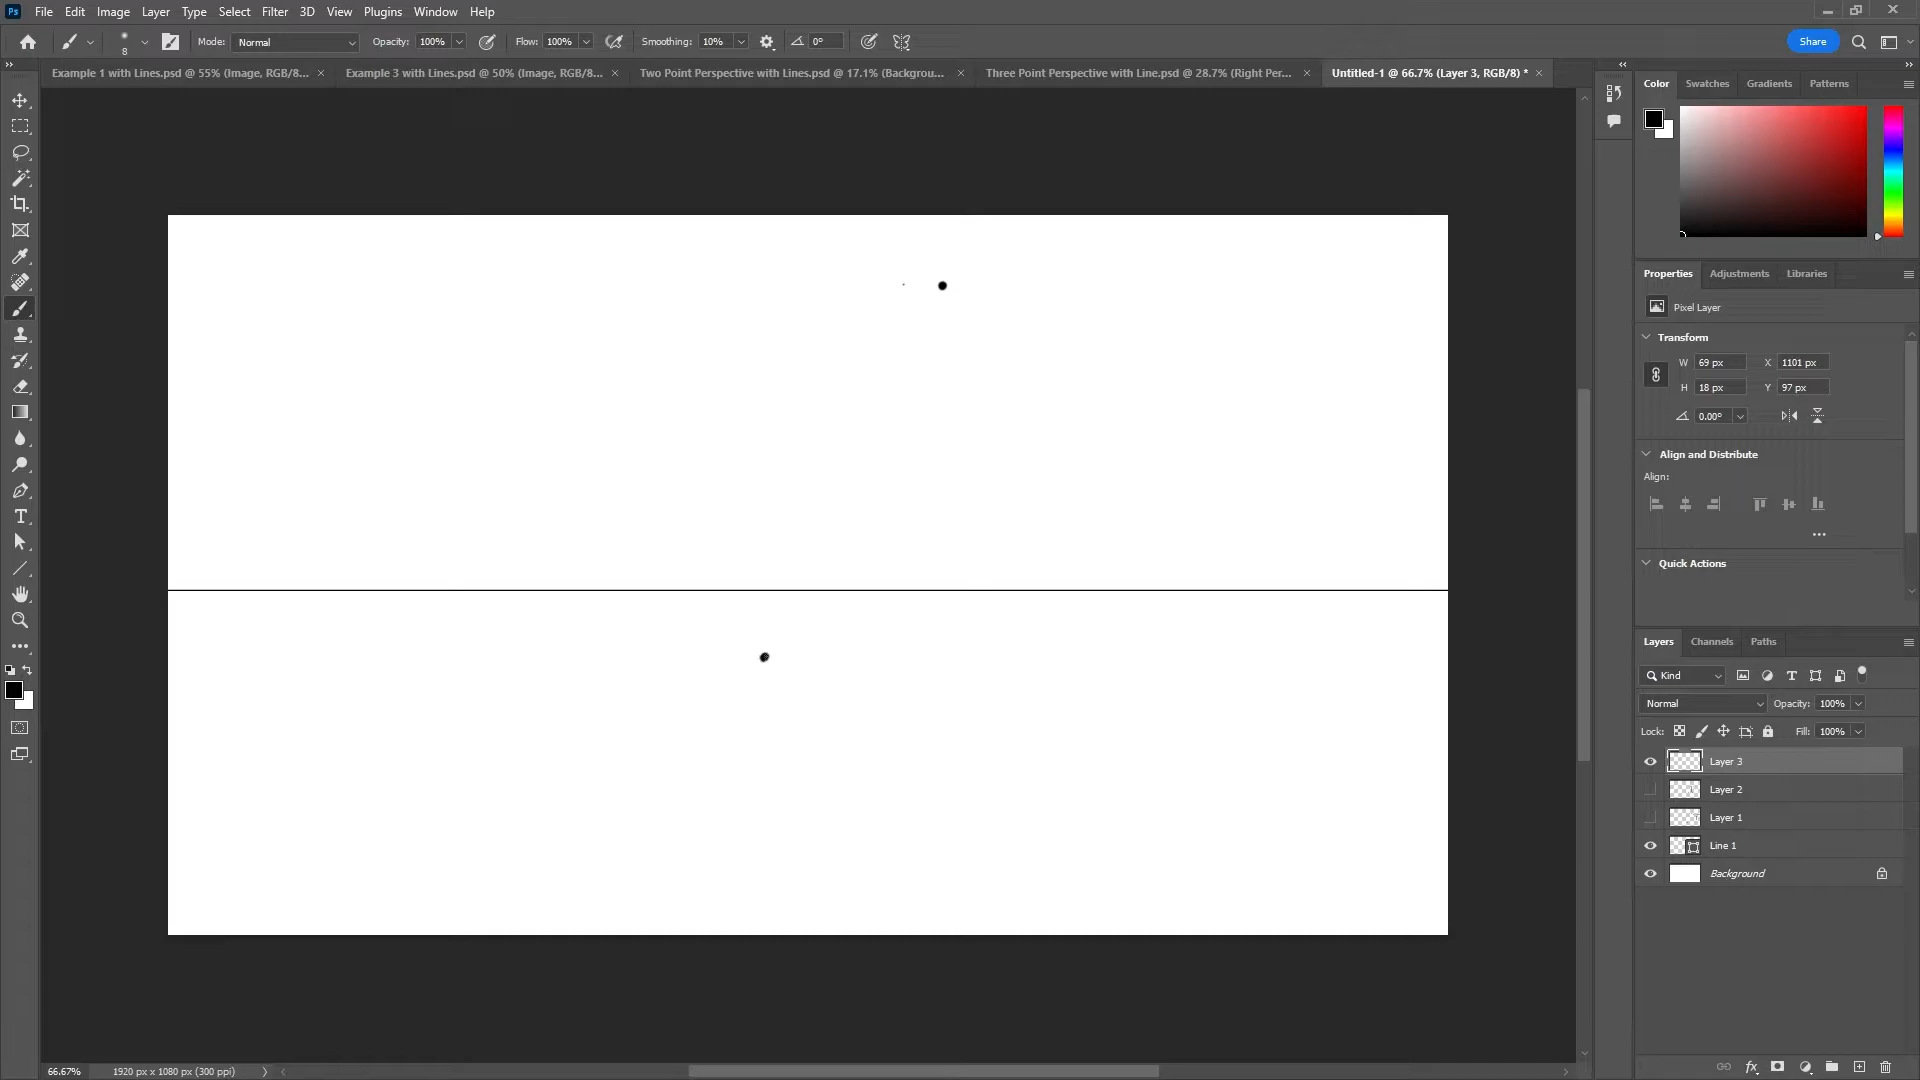 Ps File Edit Image Layer Type Select Filter 3D View Plugins Window Help
8 Mode: Normal Opacity: 100% Flow: 100% Smoothing: 10% 0° Share
Example 1 with Lines.psd @ 55% (Image, RGB/8... × Example 3 with Lines.psd @ 50% (Image, RGB/8... × Two Point Perspective with Lines.psd @ 17.1% (Backgrou... × Three Point Perspective with Line.psd @ 28.7% (Right Per... × Untitled-1 @ 66.7% (Layer 3, RGB/8) * ×
Color Swatches Gradients Patterns
Properties Adjustments Libraries
Pixel Layer
Transform
W 69 px X 1101 px
H 18 px Y 97 px
0.00°
Align and Distribute
Align:
Quick Actions
Layers Channels Paths
Kind
Normal Opacity: 100%
Lock: Fill: 100%
Layer 3
Layer 2
Layer 1
Line 1
Background
66.67% 1920 px x 1080 px (300 ppi)